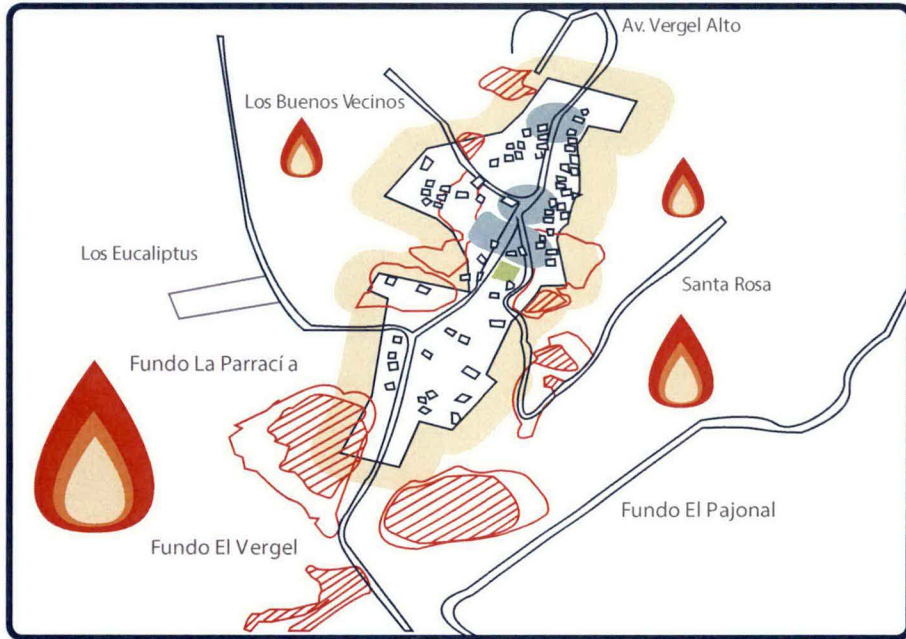 Av. Vergel Alto
Los Buenos Vecinos
Los Eucaliptus
Santa Rosa
Fundo La Parrací a
Fundo El Pajonal
Fundo El Vergel